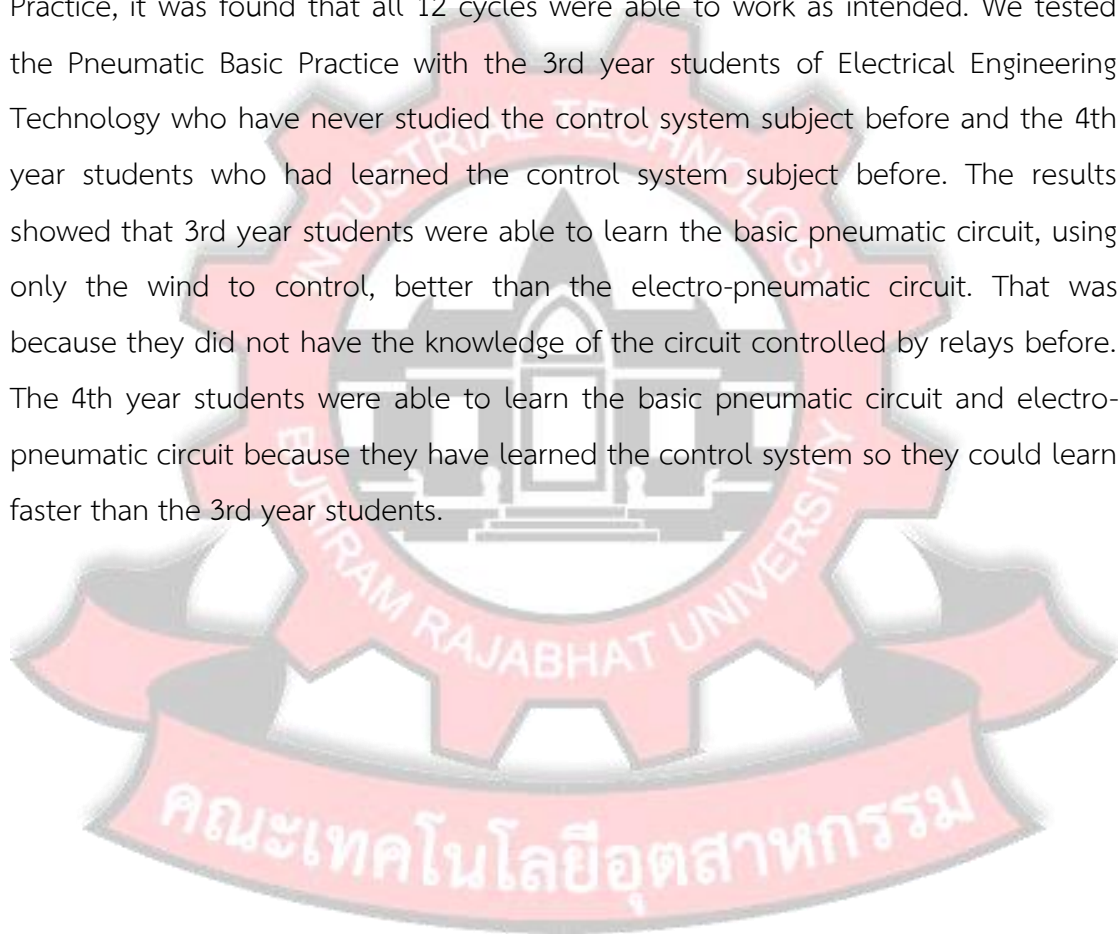 Practice, it was found that all 12 cycles were able to work as intended. We tested
the Pneumatic Basic Practice with the 3rd year students of Electrical Engineering
Technology who have never studied the control system subject before and the 4th
year students who had learned the control system subject before. The results
showed that 3rd year students were able to learn the basic pneumatic circuit, using
only the wind to control, better than the electro-pneumatic circuit. That was
because they did not have the knowledge of the circuit controlled by relays before.
The 4th year students were able to learn the basic pneumatic circuit and electro-
pneumatic circuit because they have learned the control system so they could learn
faster than the 3rd year students.
INDUSTRIAL TECHNOLOGY
BURIRAM RAJABHAT UNIVERSITY
คณะเทคโนโลยีอุตสาหกรรม